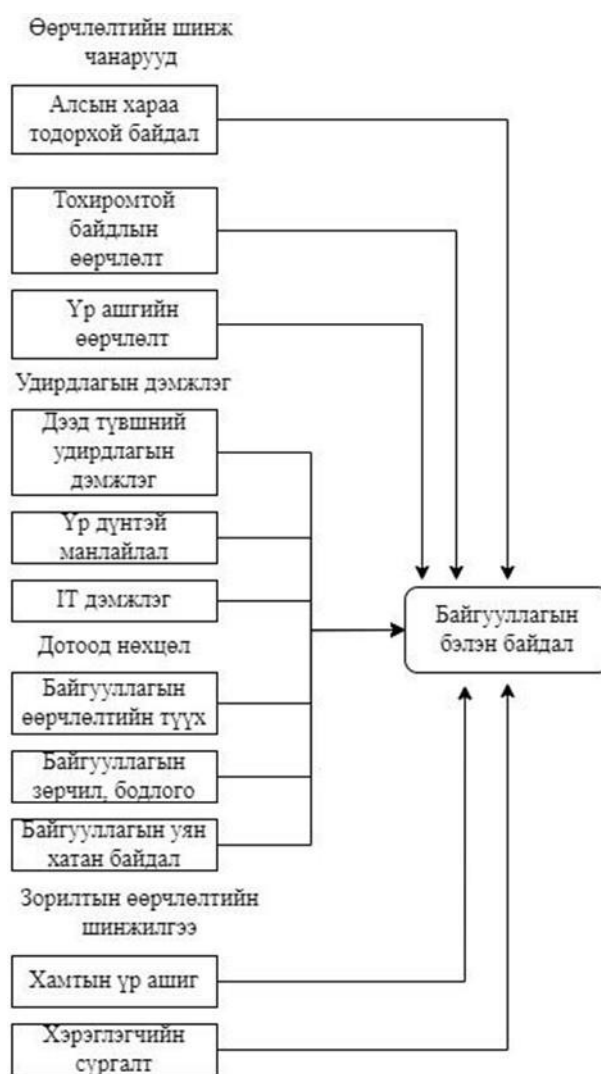 Өөрчлөлтийн шинж
чанарууд
Алсын хараа
тодорхой байдал
Тохиромтой
байдлын
өөрчлөлт
Үр ашгийн
өөрчлөлт
Удирдлагын дэмжлэг
Дээд түвшний
удирдлагын
дэмжлэг
Үр дүнтэй
манлайлал
IT дэмжлэг
Дотоод нөхцөл
Байгууллагын
өөрчлөлтийн түүх
Байгууллагын
зөрчил, бодлого
Байгууллагын уян
хатан байдал
Зорилтын өөрчлөлтийн
шинжилгээ
Хамтын үр ашиг
Хэрэглэгчийн
сургалт
Байгууллагын
бэлэн байдал